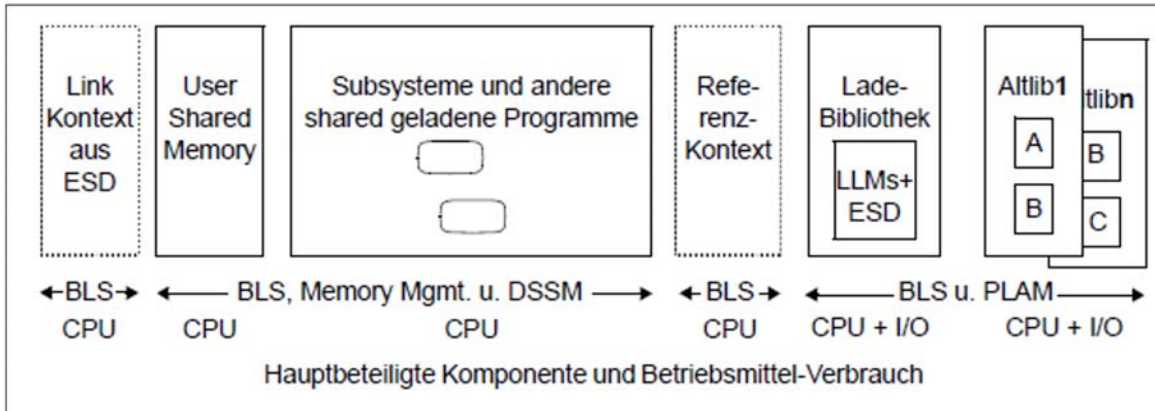 Link
Kontext
aus
ESD
User
Shared
Memory
Subsysteme und andere
shared geladene Programme
Refe-
renz-
Kontext
Lade-
Bibliothek
LLMs+
ESD
Altlib1
A
B
tlibn
B
C
BLS
BLS, Memory Mgmt. u. DSSM
BLS
BLS u. PLAM
CPU
CPU
CPU
CPU
CPU + I/O
CPU + I/O
Hauptbeteiligte Komponente und Betriebsmittel-Verbrauch